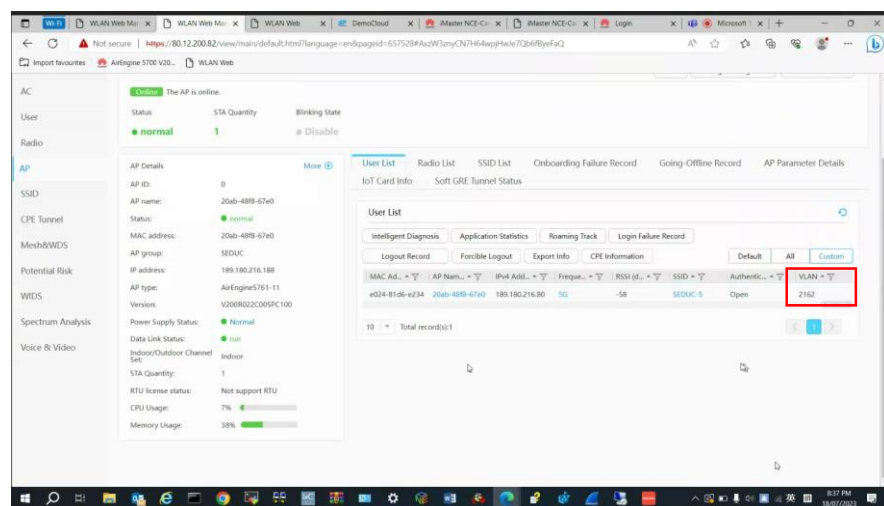 Wi-Fi
WLAN Web Ma
WLAN Web Ma
WLAN Web
DemoCloud
iMaster NCE-Ca
iMaster NCE-Ca
Login
Microsoft
Not secure | https://80.12.200.82/view/main/default.html?language=en&pageid=657528#
Import favourites
AirEngine 5700 V20...
WLAN Web
AC
User
Radio
AP
SSID
CPE Tunnel
Mesh&WDS
Potential Risk
WIDS
Spectrum Analysis
Voice & Video
Online The AP is online.
Status STA Quantity Blinking State
normal 1 Disable
AP Details More
AP ID: 0
AP name: 20ab-48f8-67e0
Status: normal
MAC address: 20ab-48f8-67e0
AP group: SEDUC
IP address: 189.180.216.188
AP type: AirEngine5761-11
Version: V200R022C00SPC100
Power Supply Status: Normal
Data Link Status: run
Indoor/Outdoor Channel Set: Indoor
STA Quantity: 1
RTU license status: Not support RTU
CPU Usage: 7%
Memory Usage: 38%
User List Radio List SSID List Onboarding Failure Record Going-Offline Record AP Parameter Details
IoT Card Info Soft GRE Tunnel Status
User List
Intelligent Diagnosis Application Statistics Roaming Track Login Failure Record
Logout Record Forcible Logout Export Info CPE Information Default All Custom
MAC Ad... AP Nam... IPv4 Add... Freque... RSSI (d... SSID Authentic... VLAN
e024-81d6-e234 20ab-48f8-67e0 189.180.216.80 5G -58 SEDUC-5 Open 2162
10 Total record(s):1 1
英
8:37 PM
18/07/2023